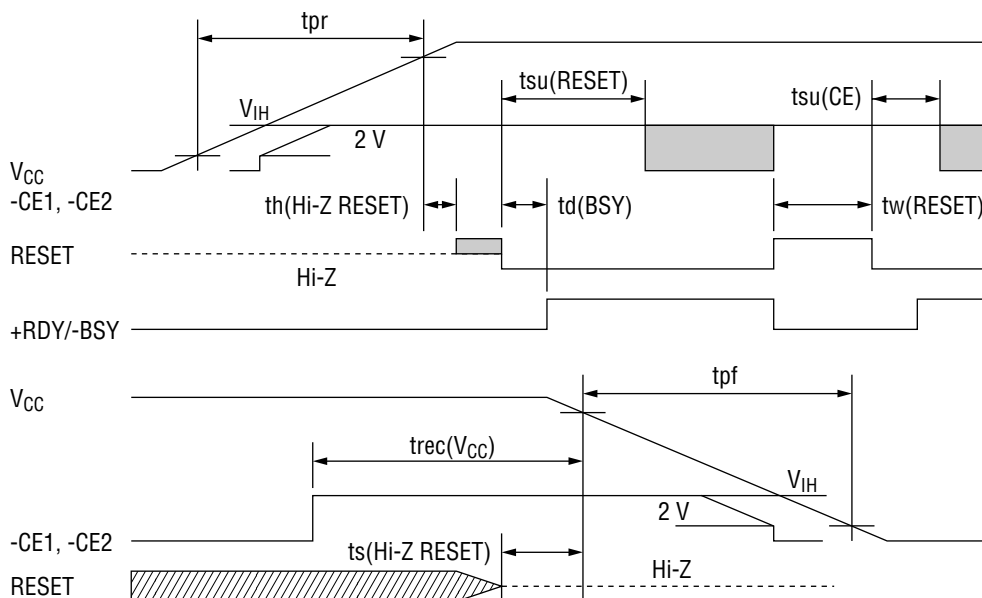 tpr
tsu(RESET)
tsu(CE)
VIH
2 V
VCC
-CE1, -CE2
th(Hi-Z RESET)
td(BSY)
tw(RESET)
RESET
Hi-Z
+RDY/-BSY
tpf
VCC
trec(VCC)
VIH
2 V
-CE1, -CE2
ts(Hi-Z RESET)
Hi-Z
RESET